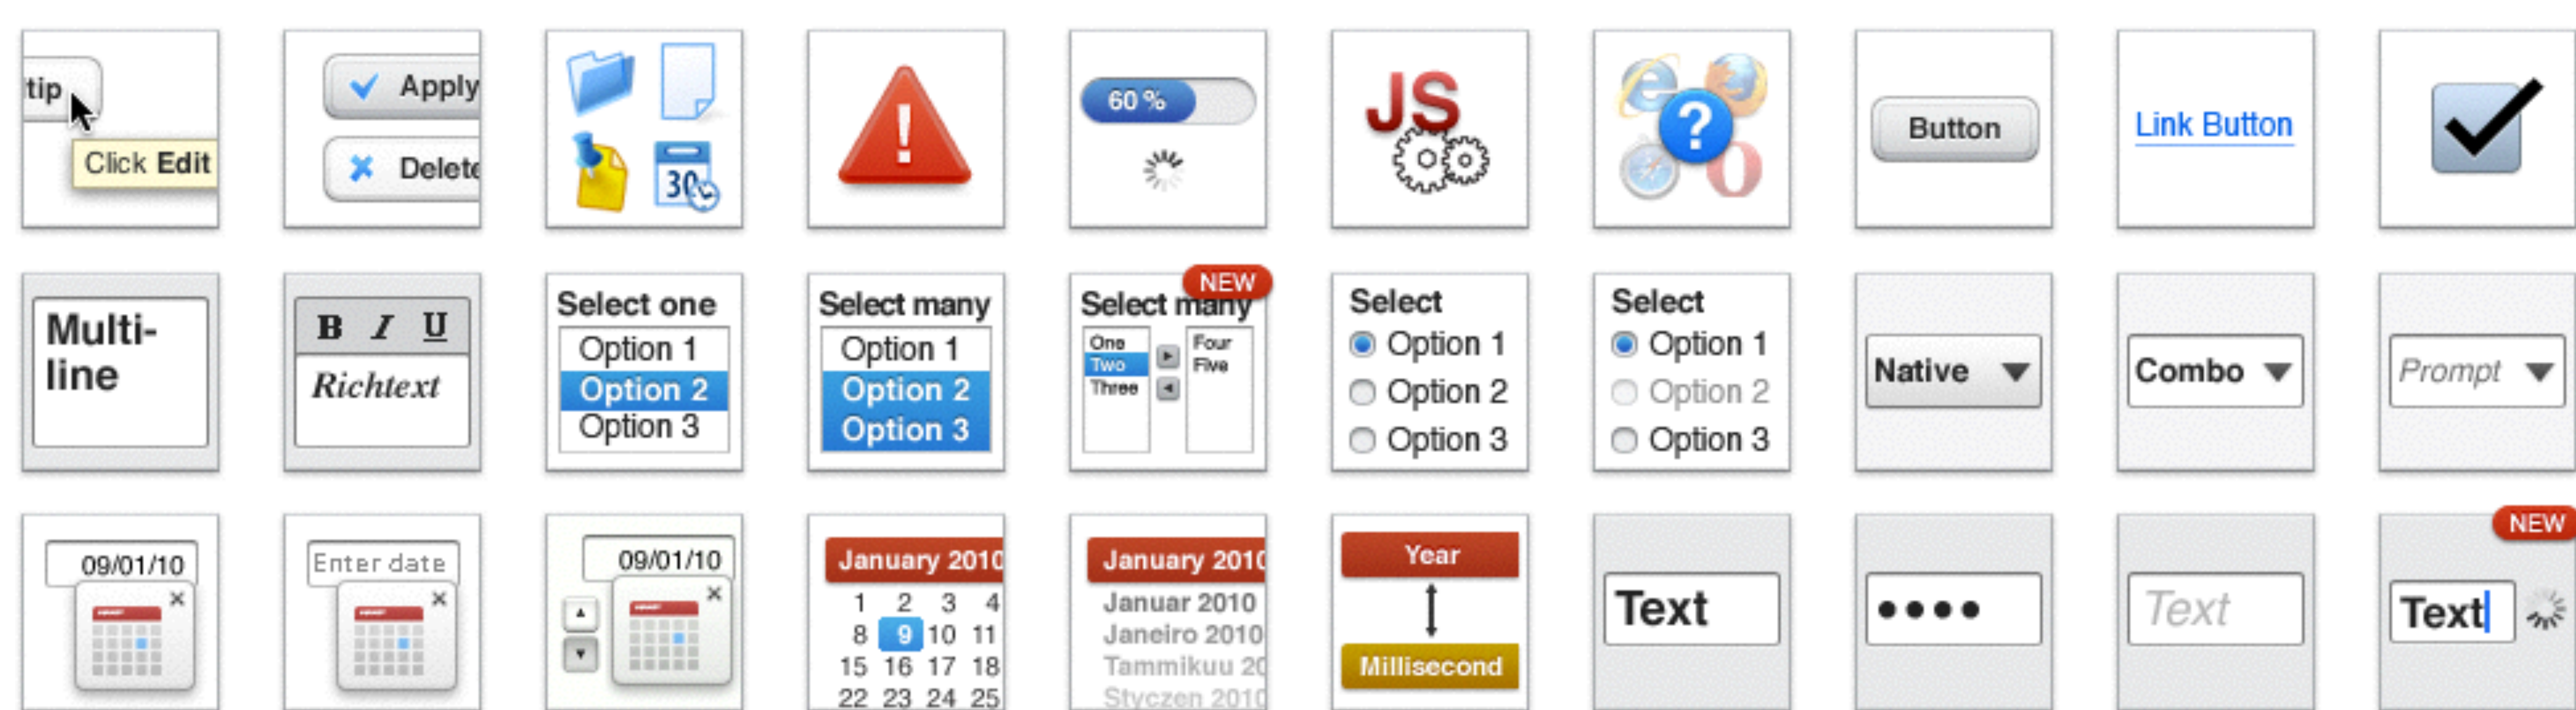 tip
Click Edit
Apply
Delete
30
60 %
JS
?
Button
Link Button
Multi-
line
B I U
Richtext
Select one
Option 1
Option 2
Option 3
Select many
Option 1
Option 2
Option 3
NEW
Select many
One
Two
Three
Four
Five
Select
Option 1
Option 2
Option 3
Select
Option 1
Option 2
Option 3
Native
Combo
Prompt
09/01/10
Enter date
09/01/10
January 2010
1 2 3 4
8 9 10 11
15 16 17 18
22 23 24 25
January 2010
Januar 2010
Janeiro 2010
Tammikuu 20
Styczen 2010
Year
Millisecond
Text
Text
NEW
Text